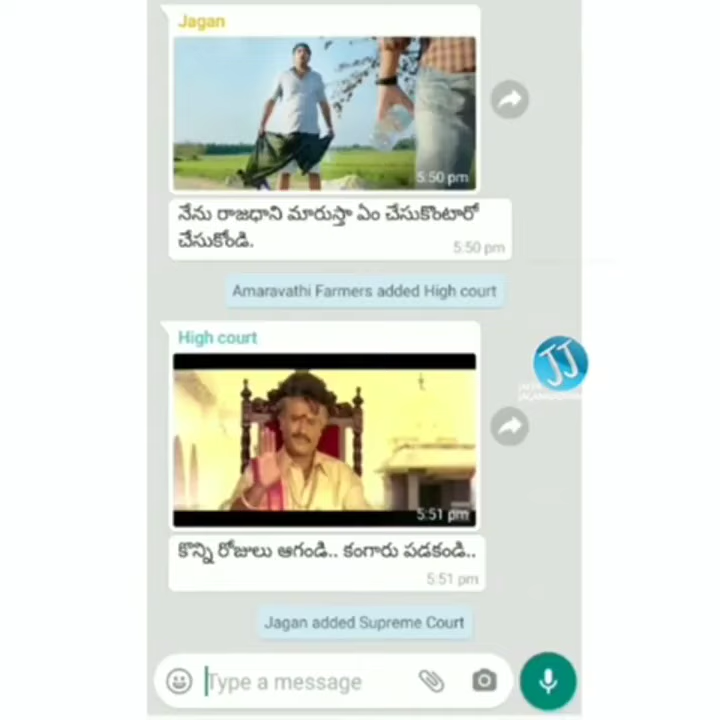 Jagan
5:50 pm
నేను రాజధాని మారుస్తా ఏం చేసుకొంటారో
చేసుకోండి.
5:50 pm
Amaravathi Farmers added High court
High court
JJ
5:51 pm
కొన్ని రోజులు ఆగండి.. కంగారు పడకండి..
5:51 pm
Jagan added Supreme Court
Type a message